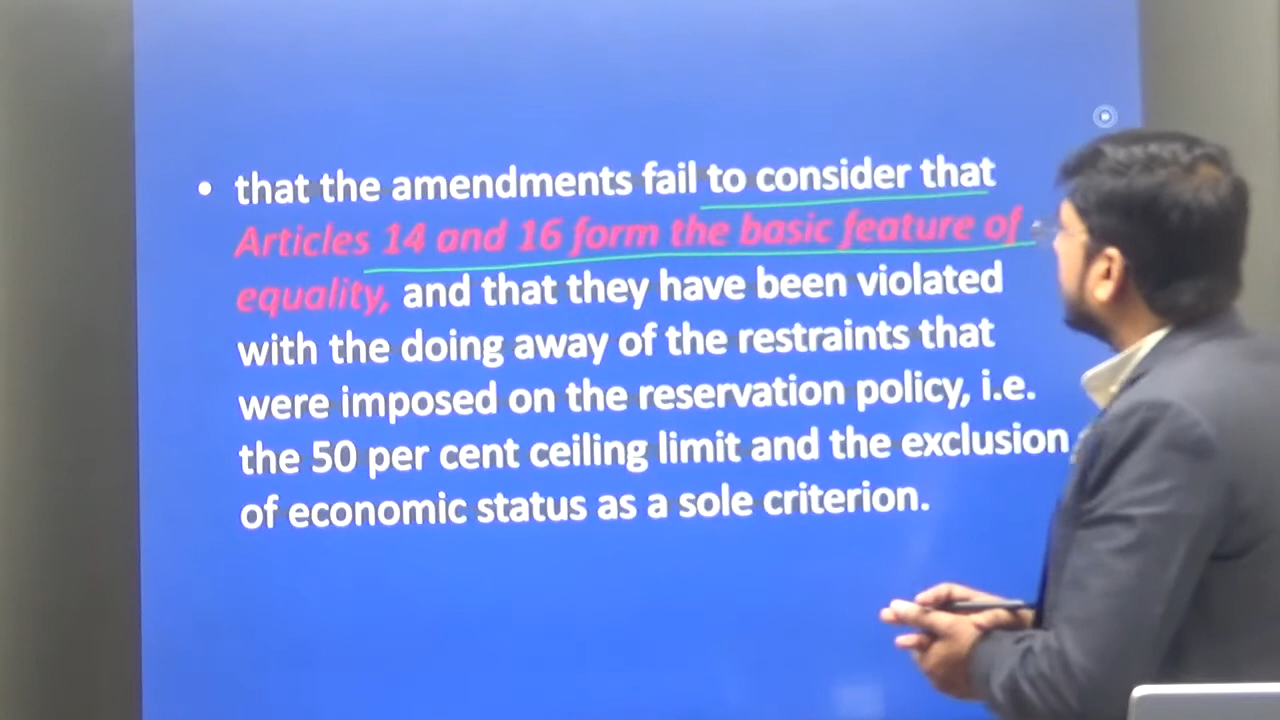 • that the amendments fail to consider that
Articles 14 and 16 form the basic feature of
equality, and that they have been violated
with the doing away of the restraints that
were imposed on the reservation policy, i.e.
the 50 per cent ceiling limit and the exclusion
of economic status as a sole criterion.